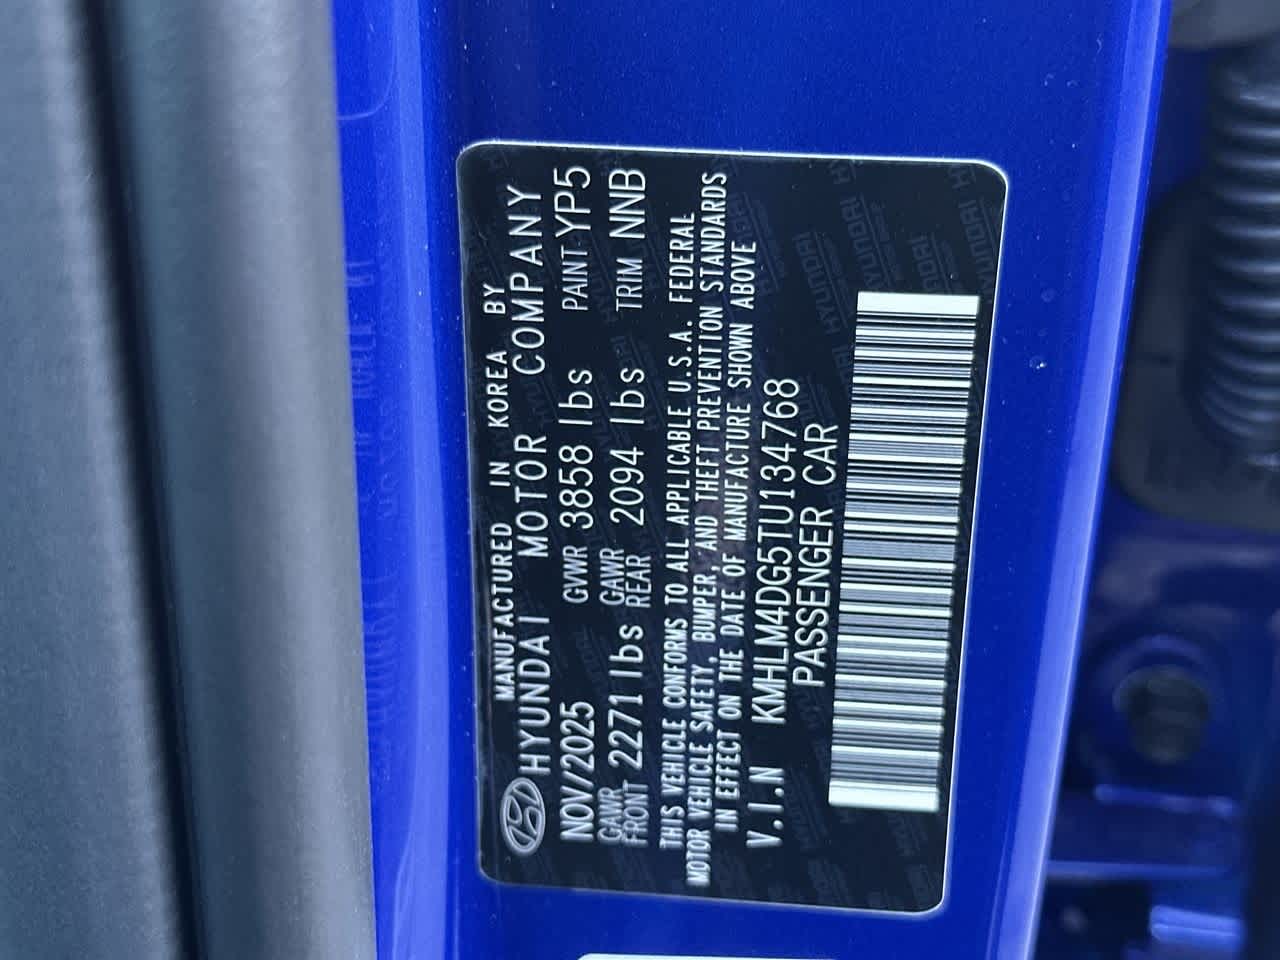 MANUFACTURED IN KOREA BY
HYUNDAI MOTOR COMPANY
NOV/2025 GVWR 3858 lbs PAINT YP5
GAWR FRONT 2271 lbs GAWR REAR 2094 lbs TRIM NNB
THIS VEHICLE CONFORMS TO ALL APPLICABLE U.S.A. FEDERAL
MOTOR VEHICLE SAFETY, BUMPER, AND THEFT PREVENTION STANDARDS
IN EFFECT ON THE DATE OF MANUFACTURE SHOWN ABOVE
V.I.N KMHLM4DG5TU134768
PASSENGER CAR